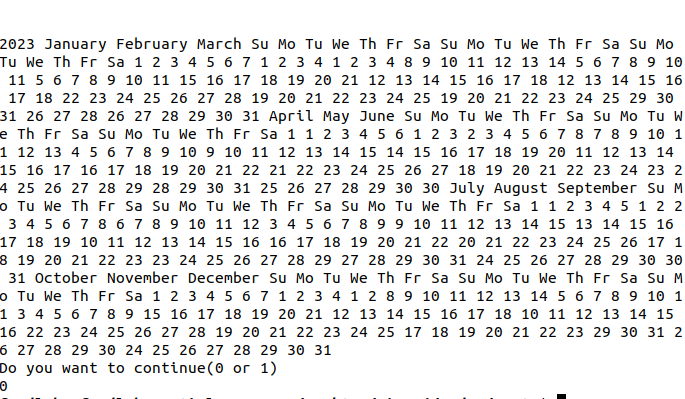 2023 January February March Su Mo Tu We Th Fr Sa Su Mo Tu We Th Fr Sa Su Mo
Tu We Th Fr Sa 1 2 3 4 5 6 7 1 2 3 4 1 2 3 4 8 9 10 11 12 13 14 5 6 7 8 9 10
11 5 6 7 8 9 10 11 15 16 17 18 19 20 21 12 13 14 15 16 17 18 12 13 14 15 16
17 18 22 23 24 25 26 27 28 19 20 21 22 23 24 25 19 20 21 22 23 24 25 29 30
31 26 27 28 26 27 28 29 30 31 April May June Su Mo Tu We Th Fr Sa Su Mo Tu W
e Th Fr Sa Su Mo Tu We Th Fr Sa 1 1 2 3 4 5 6 1 2 3 2 3 4 5 6 7 8 7 8 9 10 1
1 12 13 4 5 6 7 8 9 10 9 10 11 12 13 14 15 14 15 16 17 18 19 20 11 12 13 14
15 16 17 16 17 18 19 20 21 22 21 22 23 24 25 26 27 18 19 20 21 22 23 24 23 2
4 25 26 27 28 29 28 29 30 31 25 26 27 28 29 30 30 July August September Su M
o Tu We Th Fr Sa Su Mo Tu We Th Fr Sa Su Mo Tu We Th Fr Sa 1 1 2 3 4 5 1 2 2
3 4 5 6 7 8 6 7 8 9 10 11 12 3 4 5 6 7 8 9 9 10 11 12 13 14 15 13 14 15 16
17 18 19 10 11 12 13 14 15 16 16 17 18 19 20 21 22 20 21 22 23 24 25 26 17 1
8 19 20 21 22 23 23 24 25 26 27 28 29 27 28 29 30 31 24 25 26 27 28 29 30 30
31 October November December Su Mo Tu We Th Fr Sa Su Mo Tu We Th Fr Sa Su M
o Tu We Th Fr Sa 1 2 3 4 5 6 7 1 2 3 4 1 2 8 9 10 11 12 13 14 5 6 7 8 9 10 1
1 3 4 5 6 7 8 9 15 16 17 18 19 20 21 12 13 14 15 16 17 18 10 11 12 13 14 15
16 22 23 24 25 26 27 28 19 20 21 22 23 24 25 17 18 19 20 21 22 23 29 30 31 2
6 27 28 29 30 24 25 26 27 28 29 30 31
Do you want to continue(0 or 1)
0